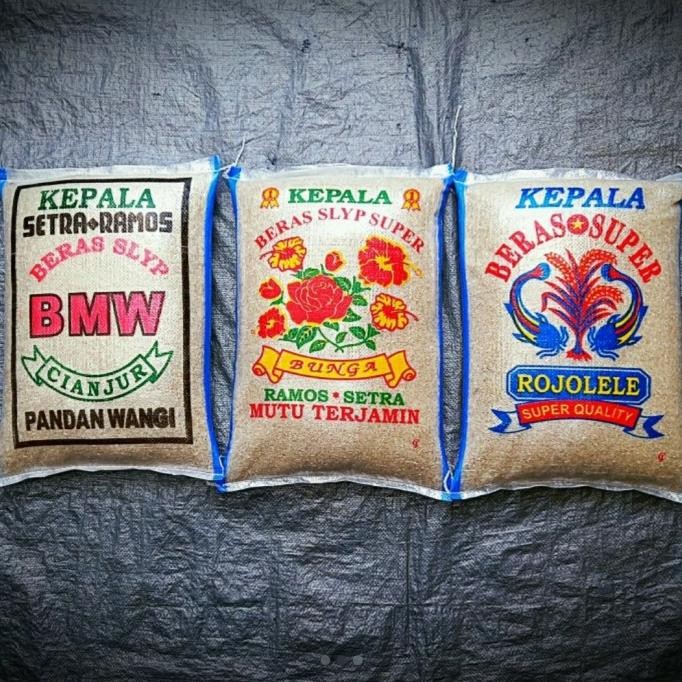 KEPALA
SETRA RAMOS
BERAS SLYP
BMW
CIANJUR
PANDAN WANGI
KEPALA
BERAS SLYP SUPER
BUNGA
RAMOS * SETRA
MUTU TERJAMIN
KEPALA
BERAS SUPER
ROJOLELE
SUPER QUALITY